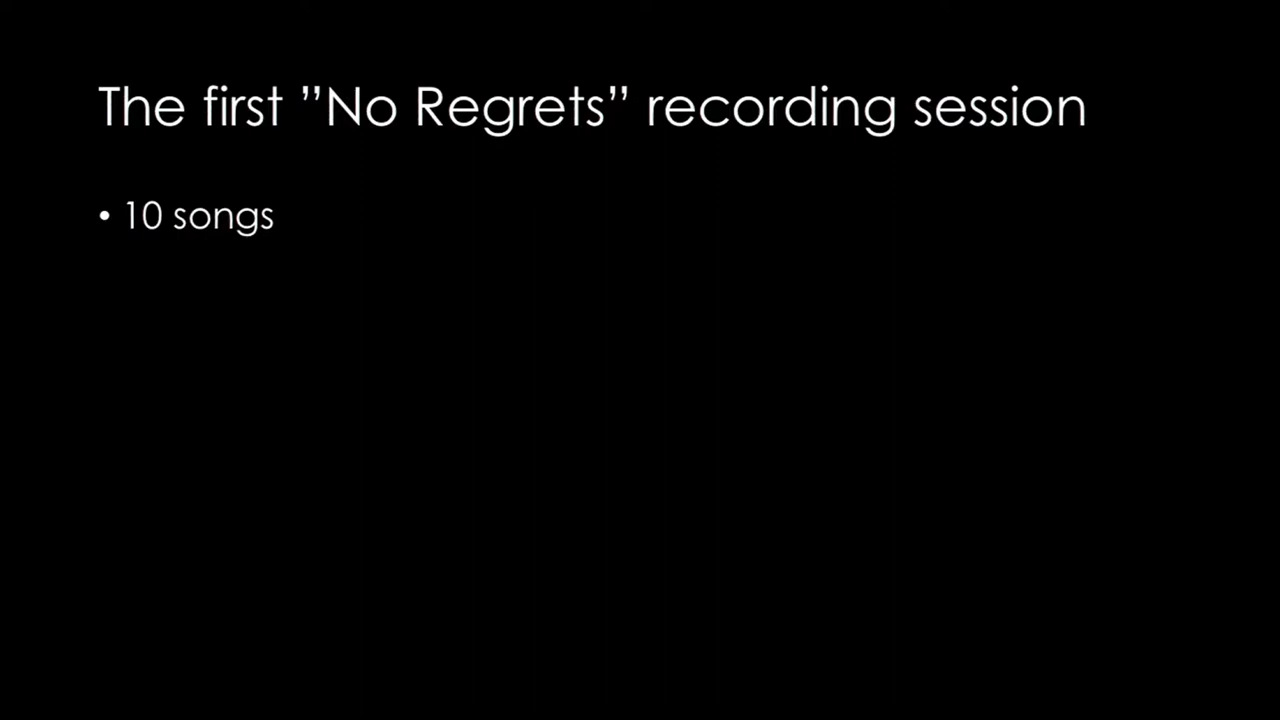 The first ”No Regrets” recording session
• 10 songs